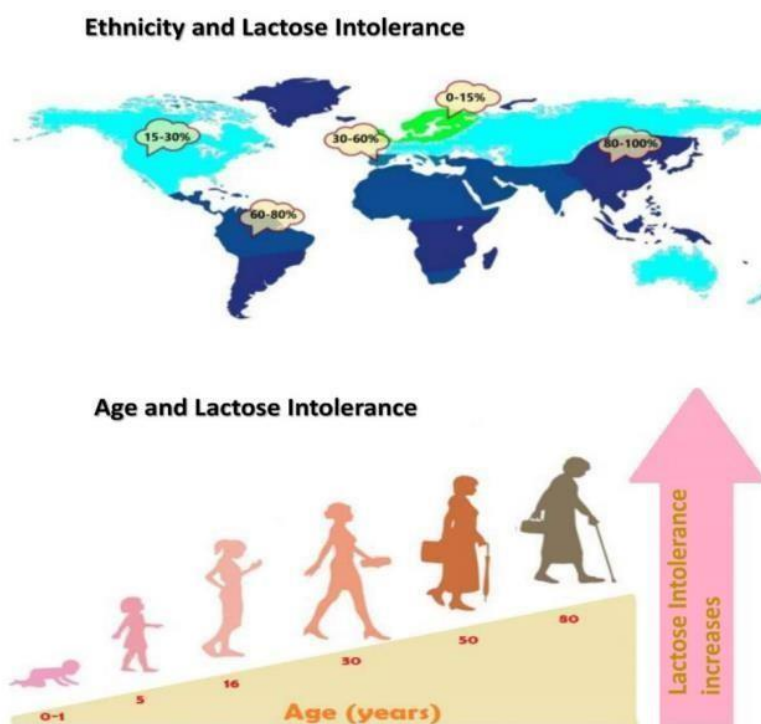 Ethnicity and Lactose Intolerance
0-15%
15-30%
30-60%
80-100%
60-80%
Age and Lactose Intolerance
Lactose Intolerance
increases
80
50
30
16
5
0-1
Age (years)